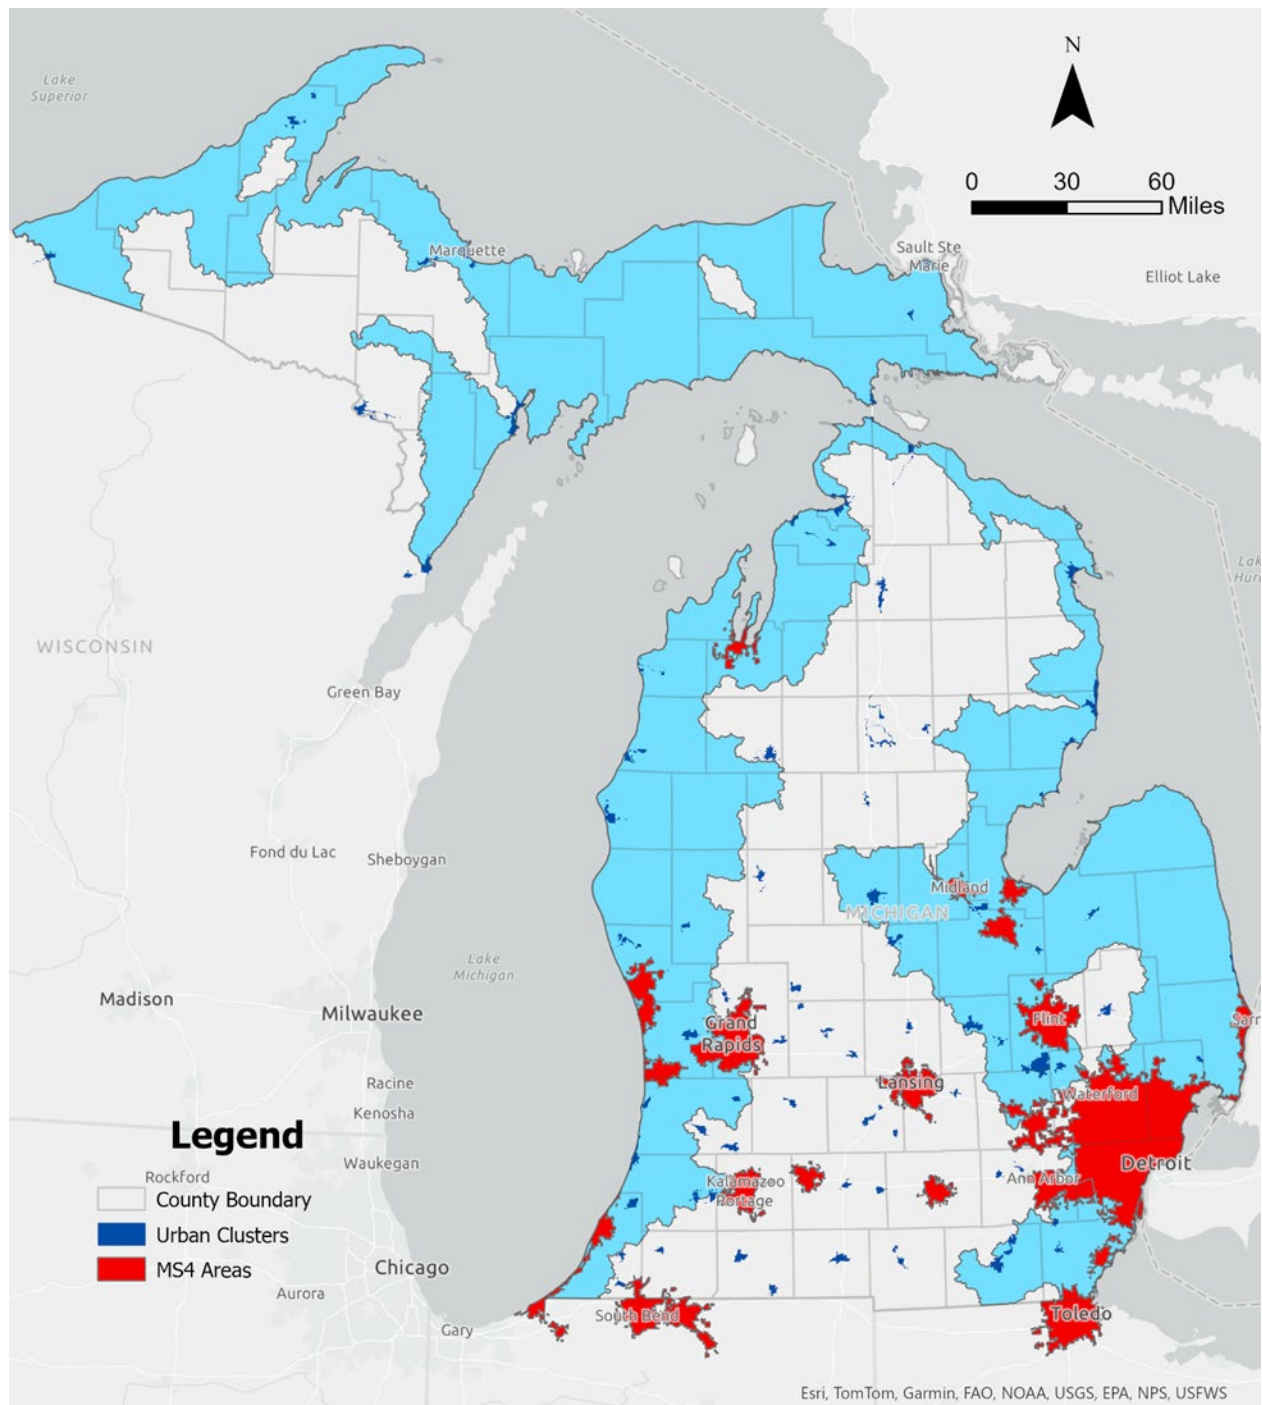 N
0 30 60
Miles
Lake
Superior
Marquette
Sault Ste
Marie
Elliot Lake
WISCONSIN
Green Bay
Fond du Lac
Sheboygan
Lake
Michigan
Madison
Milwaukee
Midland
MICHIGAN
Flint
Grand
Rapids
Lansing
Waterford
Racine
Kenosha
Waukegan
Detroit
Ann Arbor
Kalamazoo
Portage
Legend
Rockford
County Boundary
Urban Clusters
MS4 Areas
Chicago
Aurora
Gary
South Bend
Toledo
Esri, TomTom, Garmin, FAO, NOAA, USGS, EPA, NPS, USFWS